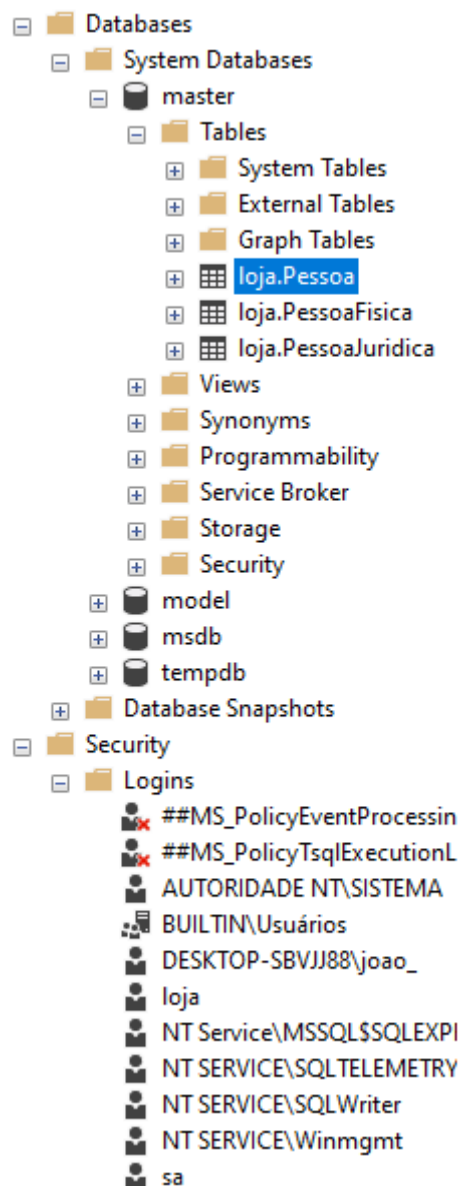 Databases
System Databases
master
Tables
System Tables
External Tables
Graph Tables
loja.Pessoa
loja.PessoaFisica
loja.PessoaJuridica
Views
Synonyms
Programmability
Service Broker
Storage
Security
model
msdb
tempdb
Database Snapshots
Security
Logins
##MS_PolicyEventProcessin
##MS_PolicyTsqlExecutionL
AUTORIDADE NT\SISTEMA
BUILTIN\Usuários
DESKTOP-SBVJJ88\joao_
loja
NT Service\MSSQL$SQLEXPI
NT SERVICE\SQLTELEMETRY
NT SERVICE\SQLWriter
NT SERVICE\Winmgmt
sa